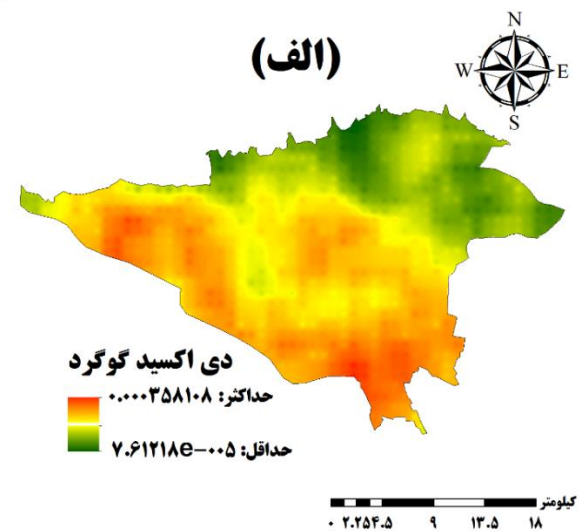 (الف)
N
W E
S
دی اکسید گوگرد
حداکثر: ۰.۰۰۰۳۵۸۱۰۸
حداقل: ۷.۶۱۲۱۸e-۰۰۵
کیلومتر
۰ ۲.۲۵۴.۵ ۹ ۱۳.۵ ۱۸